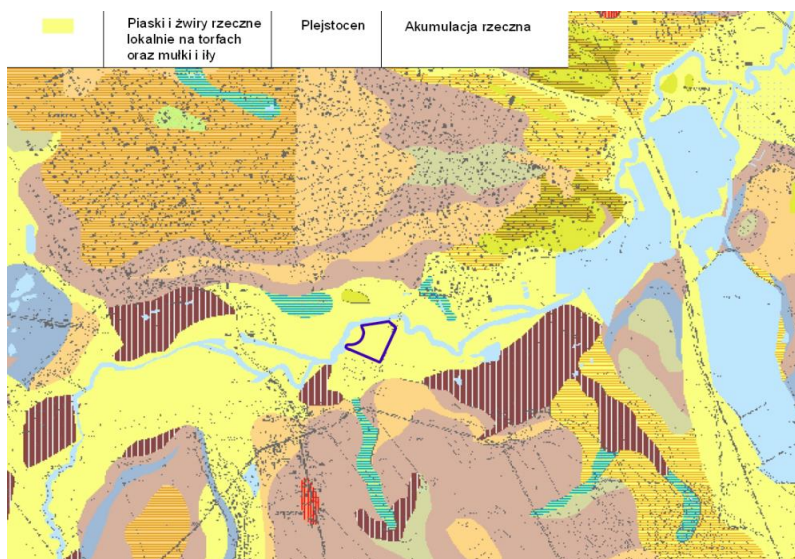 Piaski i żwiry rzeczne
lokalnie na torfach
oraz mułki i iły
Plejstocen
Akumulacja rzeczna